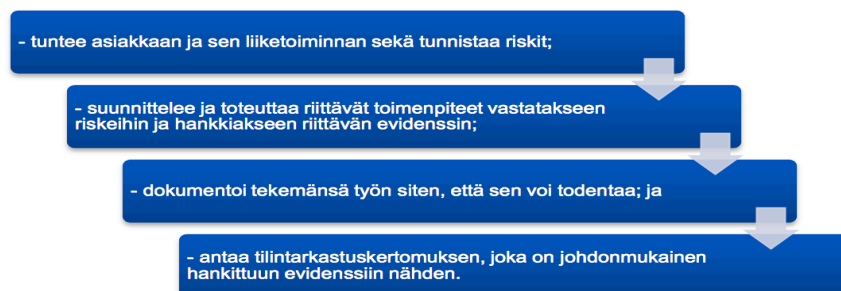 - tuntee asiakkaan ja sen liiketoiminnan sekä tunnistaa riskit;
- suunnittelee ja toteuttaa riittävät toimenpiteet vastatakseen
riskeihin ja hankkiakseen riittävän evidenssin;
- dokumentoi tekemänsä työn siten, että sen voi todentaa; ja
- antaa tilintarkastuskertomuksen, joka on johdonmukainen
hankittuun evidenssiin nähden.